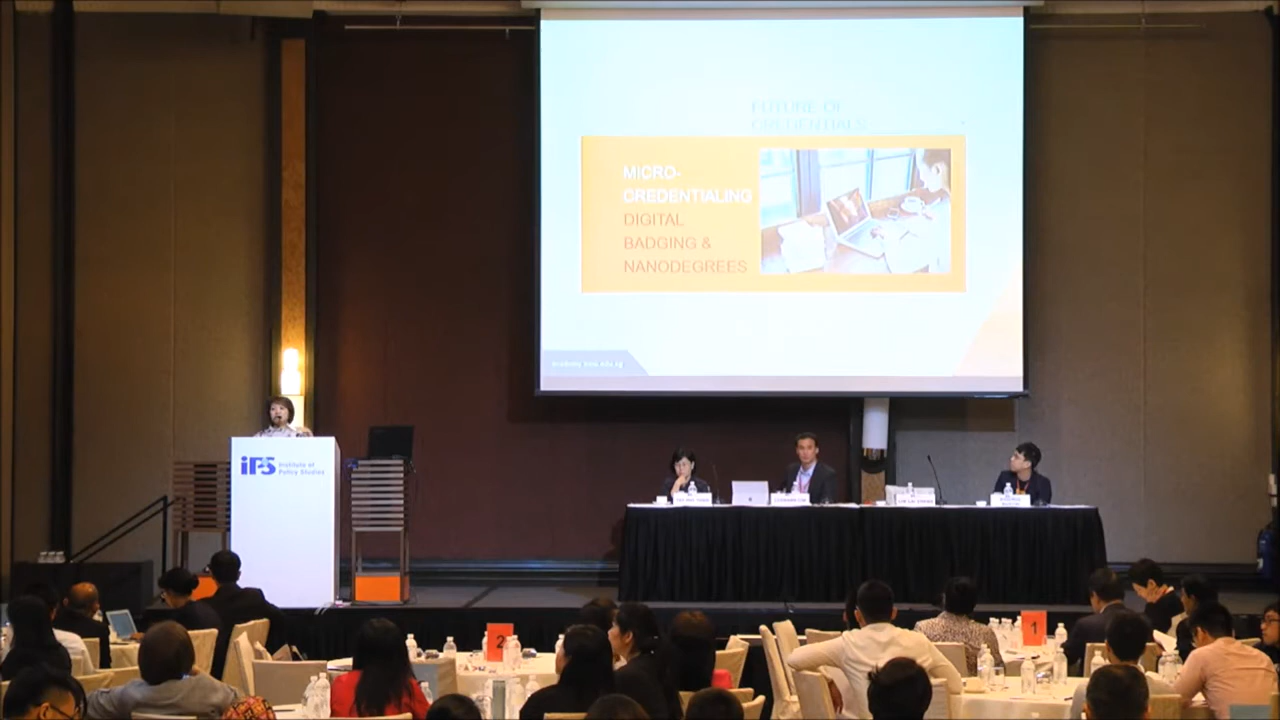 FUTURE OF
CREDENTIALS
MICRO-
CREDENTIALING
DIGITAL
BADGING &
NANODEGREES
iPS Institute of
Policy Studies
2
1